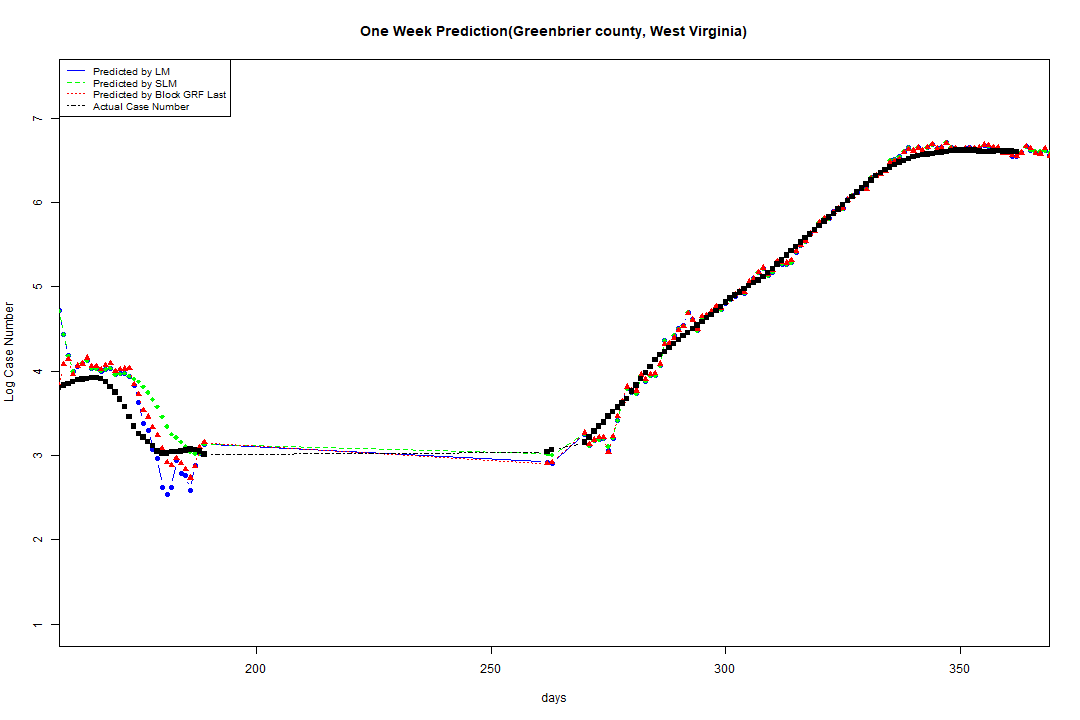 One Week Prediction(Greenbrier county, West Virginia)
Predicted by LM
Predicted by SLM
Predicted by Block GRF Last
Actual Case Number
7
6
5
4
3
2
1
Log Case Number
200 250 300 350
days